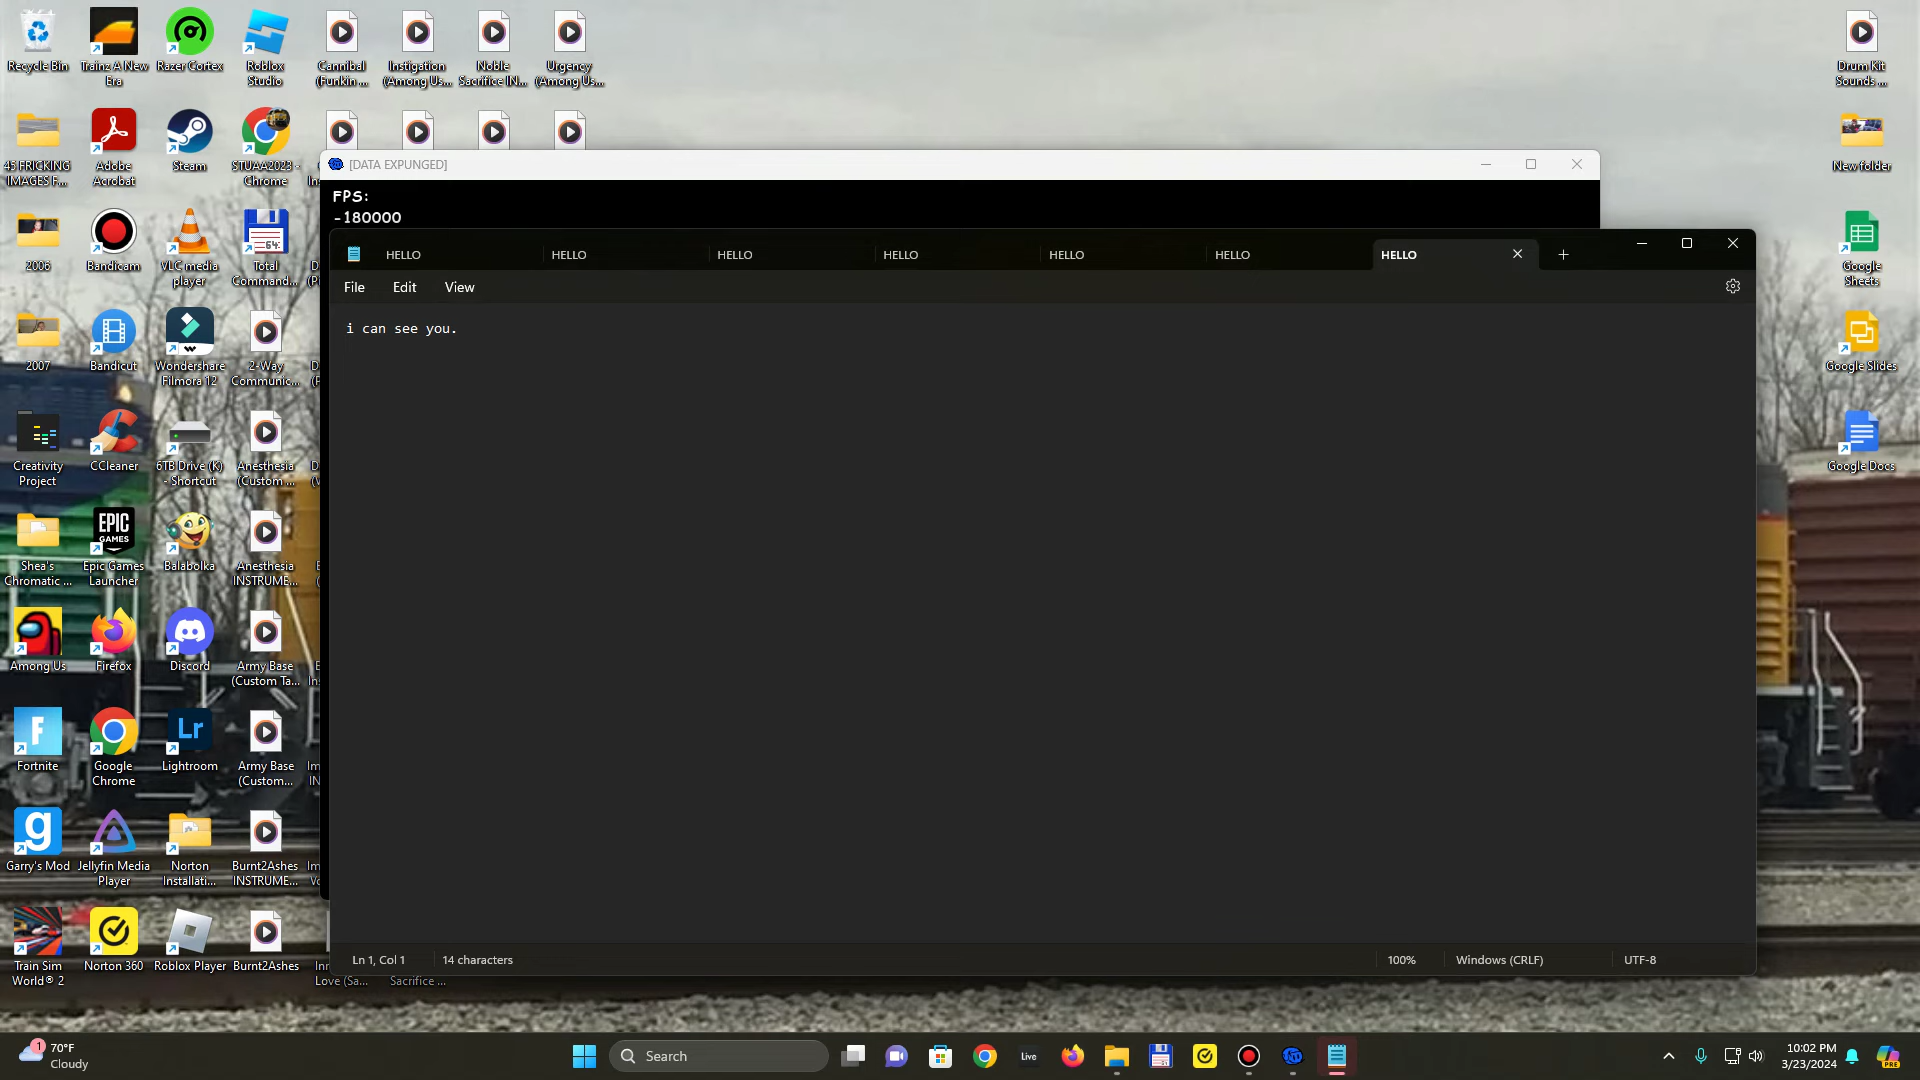 Recycle Bin
Trainz A New
Era
Razer Cortex
Roblox
Studio
Cannibal
(Funkin ...
Instigation
(Among Us...
Noble
Sacrifice IN...
Urgency
(Among Us...
Drum Kit
Sounds ...
45 FRICKING
IMAGES F...
Adobe
Acrobat
Steam
STUAA2023 -
Chrome
New folder
[DATA EXPUNGED]
FPS:
-180000
2006
Bandicam
VLC media
player
64
Total
Command...
Google
Sheets
HELLO
HELLO
HELLO
HELLO
HELLO
HELLO
HELLO
File
Edit
View
i can see you.
2007
Bandicut
Wondershare
Filmora 12
2-Way
Communic...
Google Slides
Creativity
Project
CCleaner
6TB Drive (K)
- Shortcut
Anesthesia
(Custom ...
Google Docs
EPIC
GAMES
Shea's
Chromatic ...
Epic Games
Launcher
Balabolka
Anesthesia
INSTRUME...
Among Us
Firefox
Discord
Army Base
(Custom Ta...
Lr
Fortnite
Google
Chrome
Lightroom
Army Base
(Custom...
Garry's Mod
Jellyfin Media
Player
Norton
Installati...
Burnt2Ashes
INSTRUME...
Train Sim
World® 2
Norton 360
Roblox Player
Burnt2Ashes
Love (Sa...
Sacrifice ...
Ln 1, Col 1
14 characters
100%
Windows (CRLF)
UTF-8
1
70°F
Cloudy
Search
Live
10:02 PM
3/23/2024
PRE